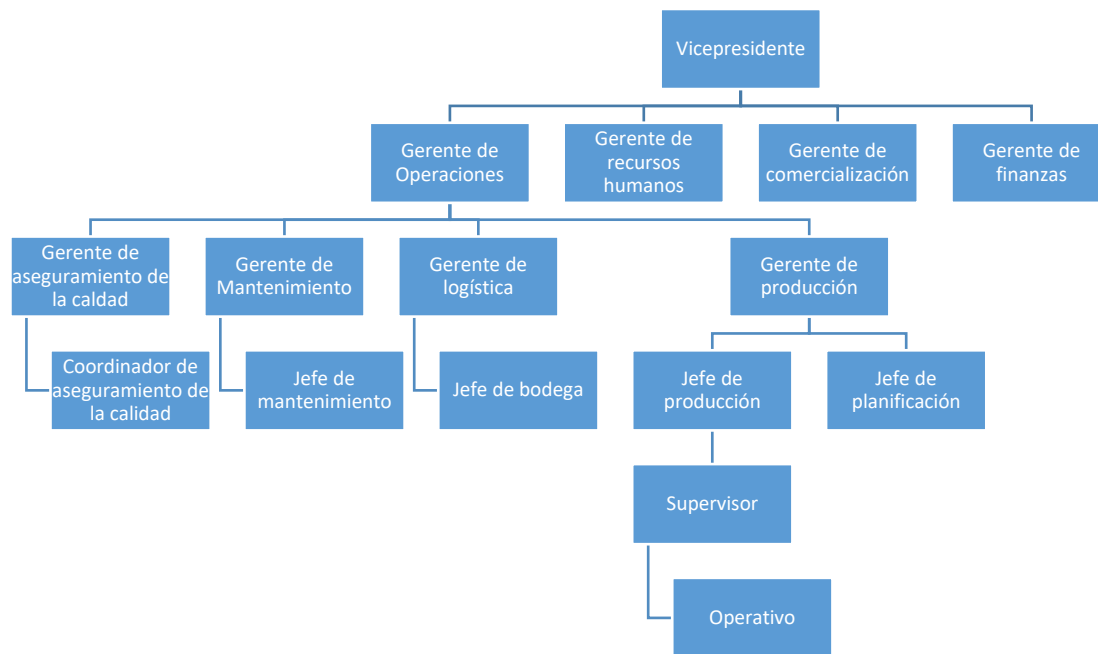 Vicepresidente
Gerente de
Operaciones
Gerente de
recursos
humanos
Gerente de
comercialización
Gerente de
finanzas
Gerente de
aseguramiento de
la caldad
Gerente de
Mantenimiento
Gerente de
logística
Gerente de
producción
Coordinador de
aseguramiento de
la calidad
Jefe de
mantenimiento
Jefe de bodega
Jefe de
producción
Jefe de
planificación
Supervisor
Operativo